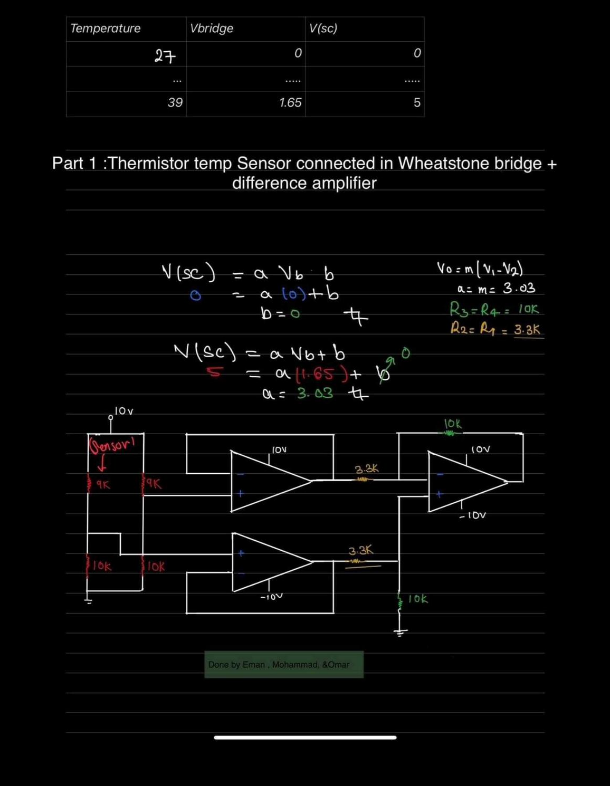 Temperature Vbridge V(sc)
27 0 0
... ..... .....
39 1.65 5
Part 1 :Thermistor temp Sensor connected in Wheatstone bridge +
difference amplifier
V(sc) = a Vb b
0 = a (0) + b
b = 0
V(sc) = a Vb + b
5 = a (1.65) + b 0
a = 3.03
Vo = m (V1 - V2)
a = m = 3.03
R3 = R4 = 10K
R2 = R1 = 3.3K
10V
Sensor1
9K
9K
10K
10K
10V
-
+
3.3K
10K
10V
-
+
-10V
+
-
-10V
3.3K
10K
Done by Eman , Mohammad, &Omar